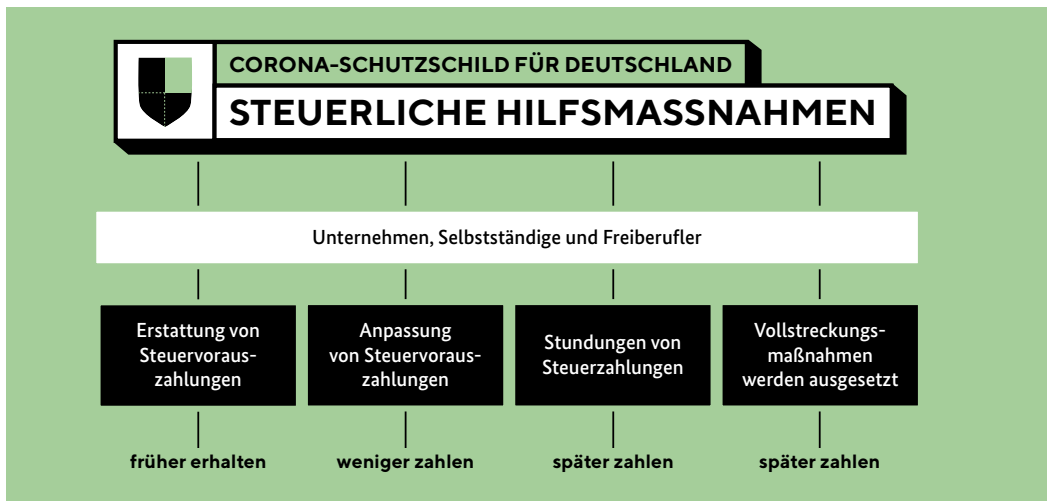 CORONA-SCHUTZSCHILD FÜR DEUTSCHLAND
STEUERLICHE HILFSMASSNAHMEN
Unternehmen, Selbstständige und Freiberufler
Erstattung von
Steuervoraus-
zahlungen
Anpassung
von Steuervoraus-
zahlungen
Stundungen von
Steuerzahlungen
Vollstreckungs-
maßnahmen
werden ausgesetzt
früher erhalten
weniger zahlen
später zahlen
später zahlen